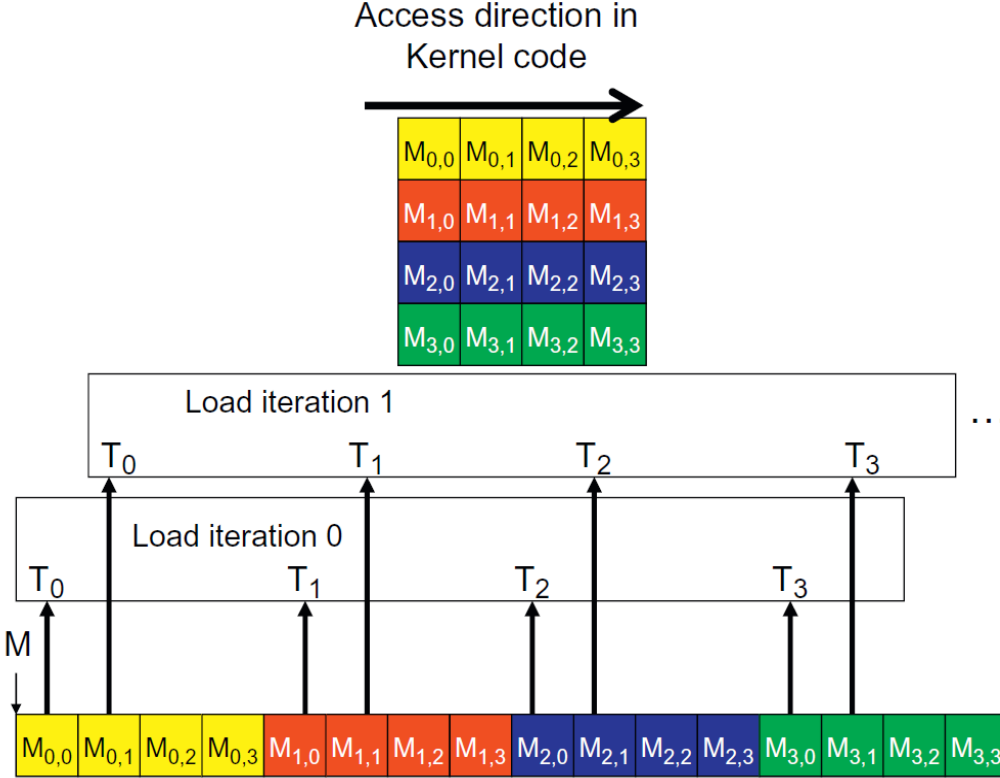 Access direction in
Kernel code
M0,0 M0,1 M0,2 M0,3
M1,0 M1,1 M1,2 M1,3
M2,0 M2,1 M2,2 M2,3
M3,0 M3,1 M3,2 M3,3
Load iteration 1
...
T0 T1 T2 T3
Load iteration 0
T0 T1 T2 T3
M
M0,0 M0,1 M0,2 M0,3 M1,0 M1,1 M1,2 M1,3 M2,0 M2,1 M2,2 M2,3 M3,0 M3,1 M3,2 M3,3